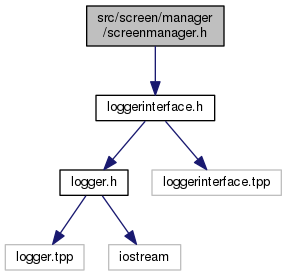 src/screen/manager
/screenmanager.h
loggerinterface.h
logger.h
loggerinterface.tpp
logger.tpp
iostream